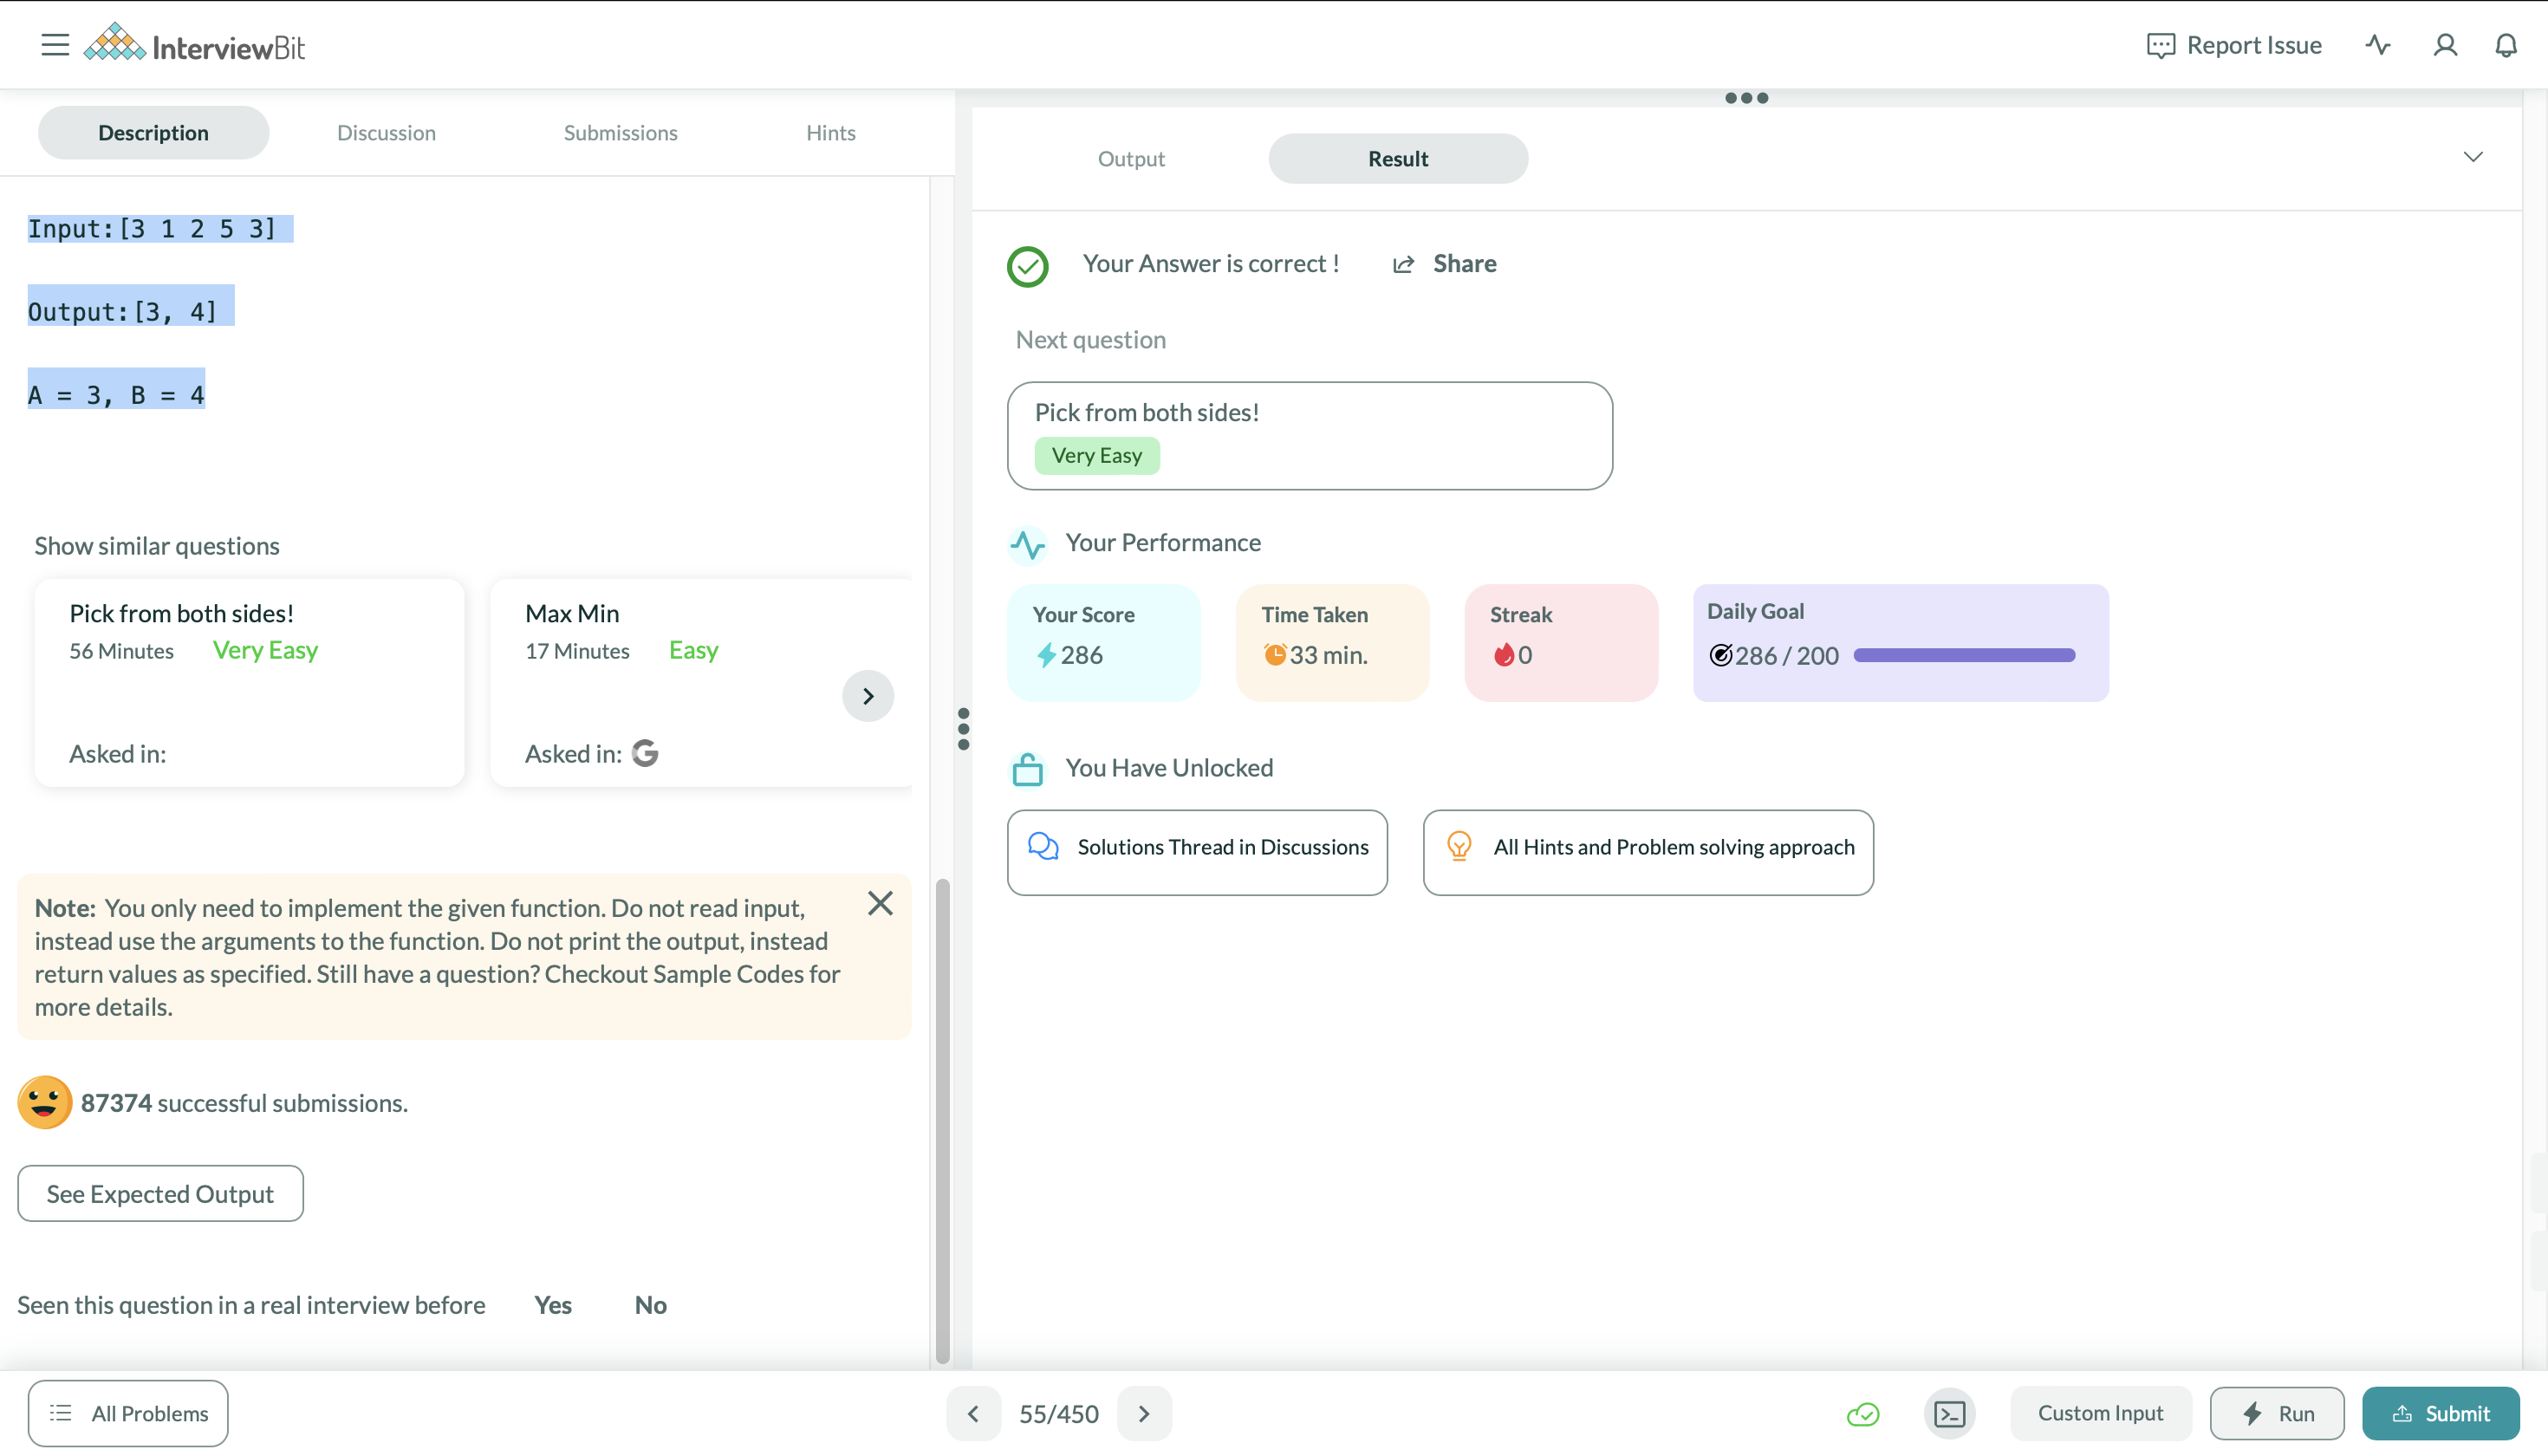 InterviewBit
Report Issue
Description
Discussion
Submissions
Hints
Input:[3 1 2 5 3]
Output:[3, 4]
A = 3, B = 4
Show similar questions
Pick from both sides!
56 Minutes Very Easy
Asked in:
Max Min
17 Minutes Easy
Asked in: G
Note: You only need to implement the given function. Do not read input,
instead use the arguments to the function. Do not print the output, instead
return values as specified. Still have a question? Checkout Sample Codes for
more details.
87374 successful submissions.
See Expected Output
Seen this question in a real interview before Yes No
Output
Result
Your Answer is correct !
Share
Next question
Pick from both sides!
Very Easy
Your Performance
Your Score
286
Time Taken
33 min.
Streak
0
Daily Goal
286 / 200
You Have Unlocked
Solutions Thread in Discussions
All Hints and Problem solving approach
All Problems
55/450
Custom Input
Run
Submit